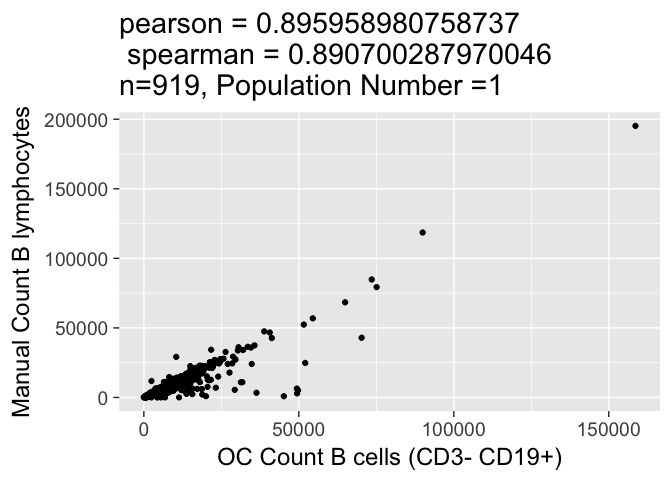 pearson = 0.895958980758737
spearman = 0.890700287970046
n=919, Population Number =1
Manual Count B lymphocytes
200000
150000
100000
50000
0
0 50000 100000 150000
OC Count B cells (CD3- CD19+)